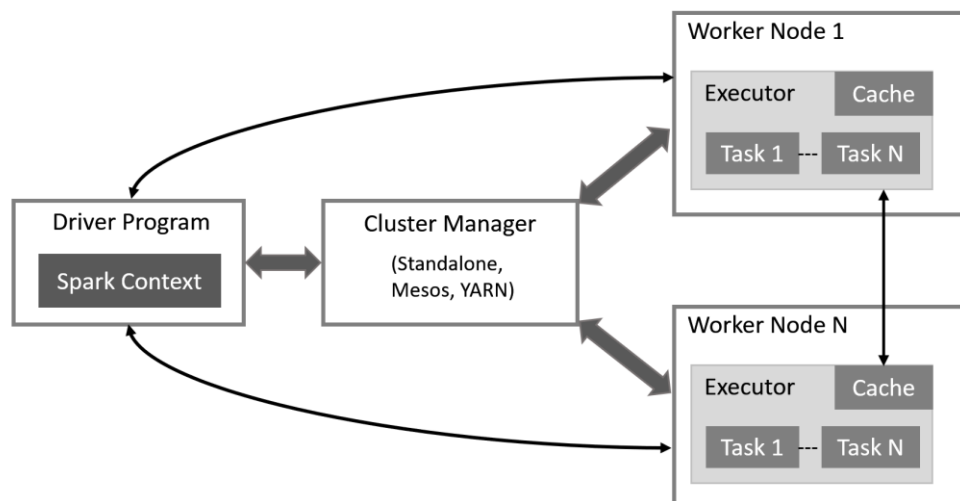 Worker Node 1
Executor
Cache
Task 1
---
Task N
Driver Program
Spark Context
Cluster Manager
(Standalone,
Mesos, YARN)
Worker Node N
Executor
Cache
Task 1
---
Task N